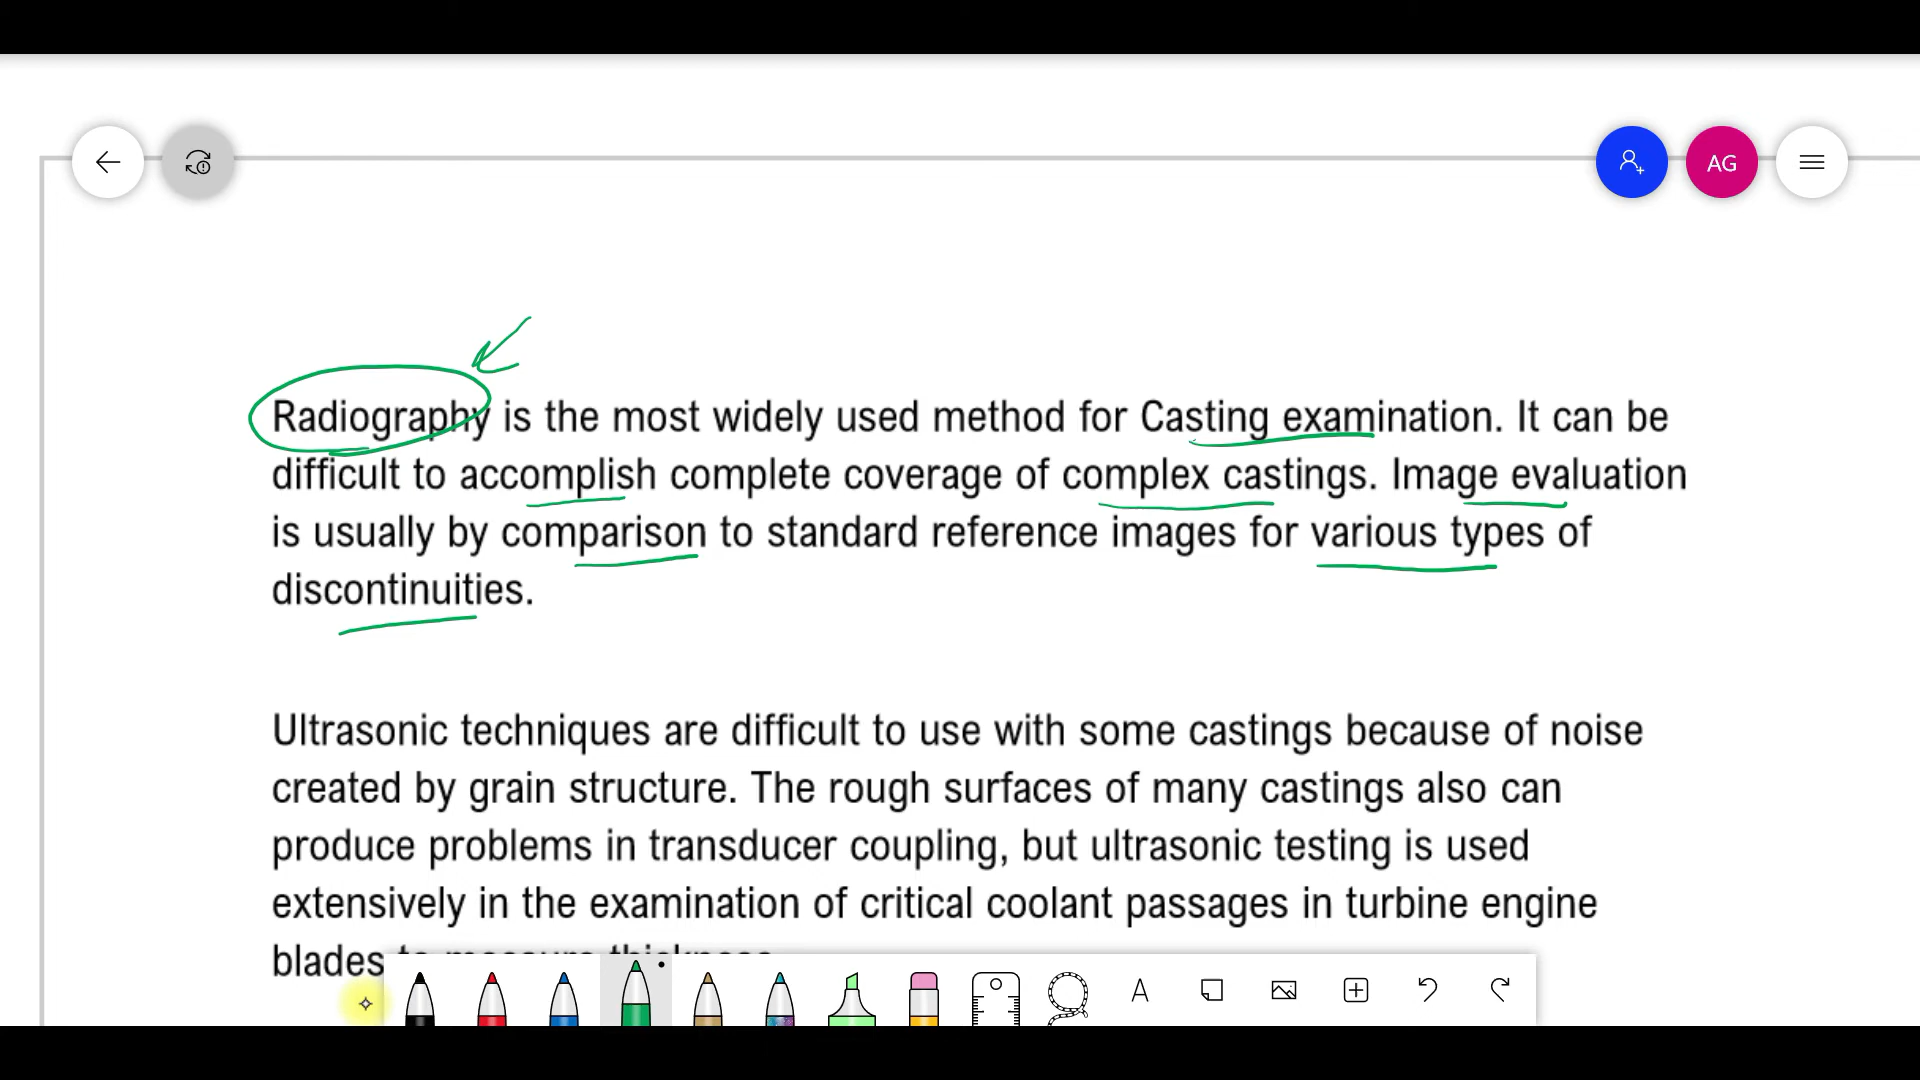 AG
Radiography is the most widely used method for Casting examination. It can be
difficult to accomplish complete coverage of complex castings. Image evaluation
is usually by comparison to standard reference images for various types of
discontinuities.
Ultrasonic techniques are difficult to use with some castings because of noise
created by grain structure. The rough surfaces of many castings also can
produce problems in transducer coupling, but ultrasonic testing is used
extensively in the examination of critical coolant passages in turbine engine
blades to measure thickness
A